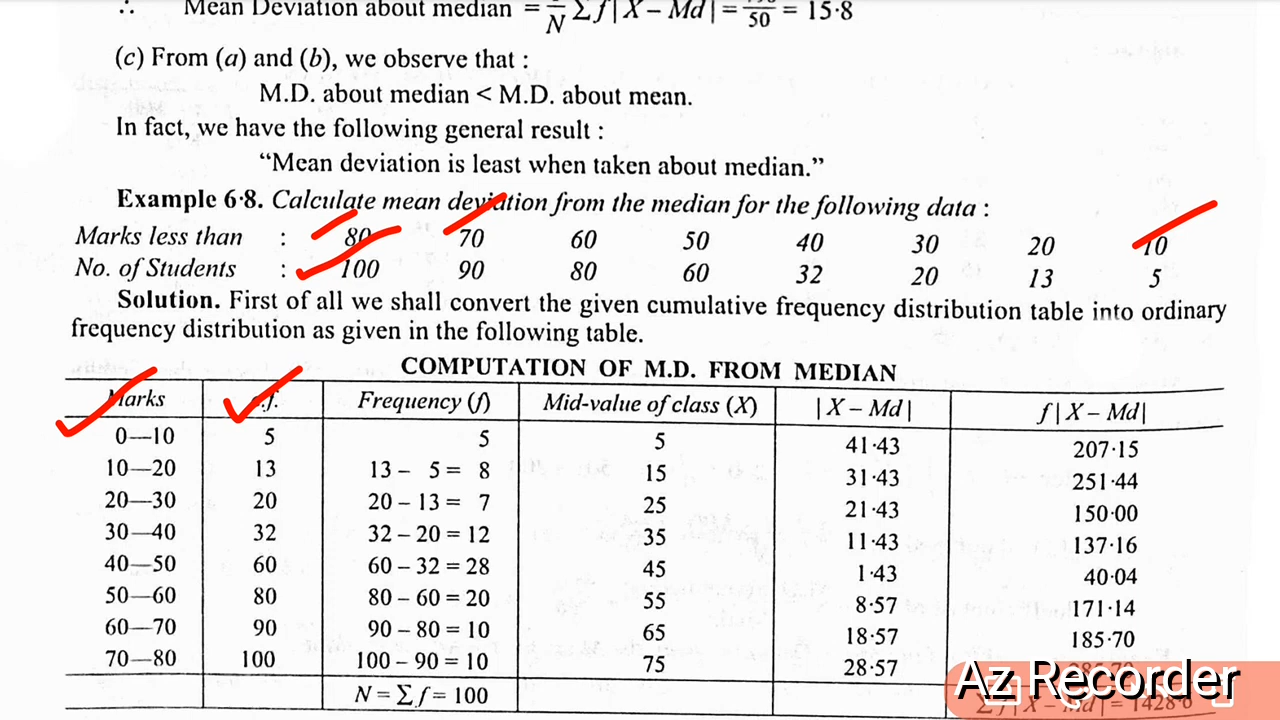 ∴ Mean Deviation about median = 1/N Σf|X – Md| = /50 = 15·8
(c) From (a) and (b), we observe that :
M.D. about median < M.D. about mean.
In fact, we have the following general result :
“Mean deviation is least when taken about median.”
Example 6·8. Calculate mean deviation from the median for the following data :
Marks less than : 80 70 60 50 40 30 20 10
No. of Students : 100 90 80 60 32 20 13 5
Solution. First of all we shall convert the given cumulative frequency distribution table into ordinary
frequency distribution as given in the following table.
COMPUTATION OF M.D. FROM MEDIAN
Marks c.f. Frequency (f) Mid-value of class (X) |X – Md| f|X – Md|
0—10 5 5 5 41·43 207·15
10—20 13 13 – 5 = 8 15 31·43 251·44
20—30 20 20 – 13 = 7 25 21·43 150·00
30—40 32 32 – 20 = 12 35 11·43 137·16
40—50 60 60 – 32 = 28 45 1·43 40·04
50—60 80 80 – 60 = 20 55 8·57 171·14
60—70 90 90 – 80 = 10 65 18·57 185·70
70—80 100 100 – 90 = 10 75 28·57
N = Σf = 100 Σf|X – Md| = 1428·6
Az Recorder